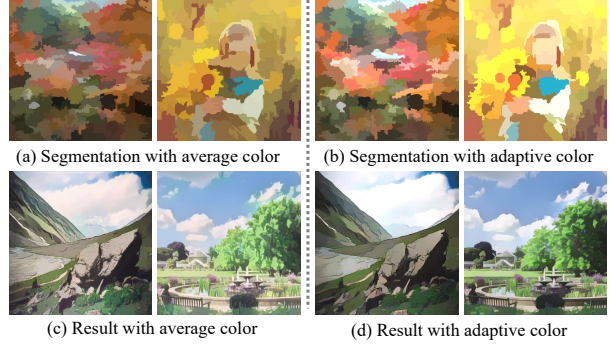 (a) Segmentation with average color
(b) Segmentation with adaptive color
(c) Result with average color
(d) Result with adaptive color